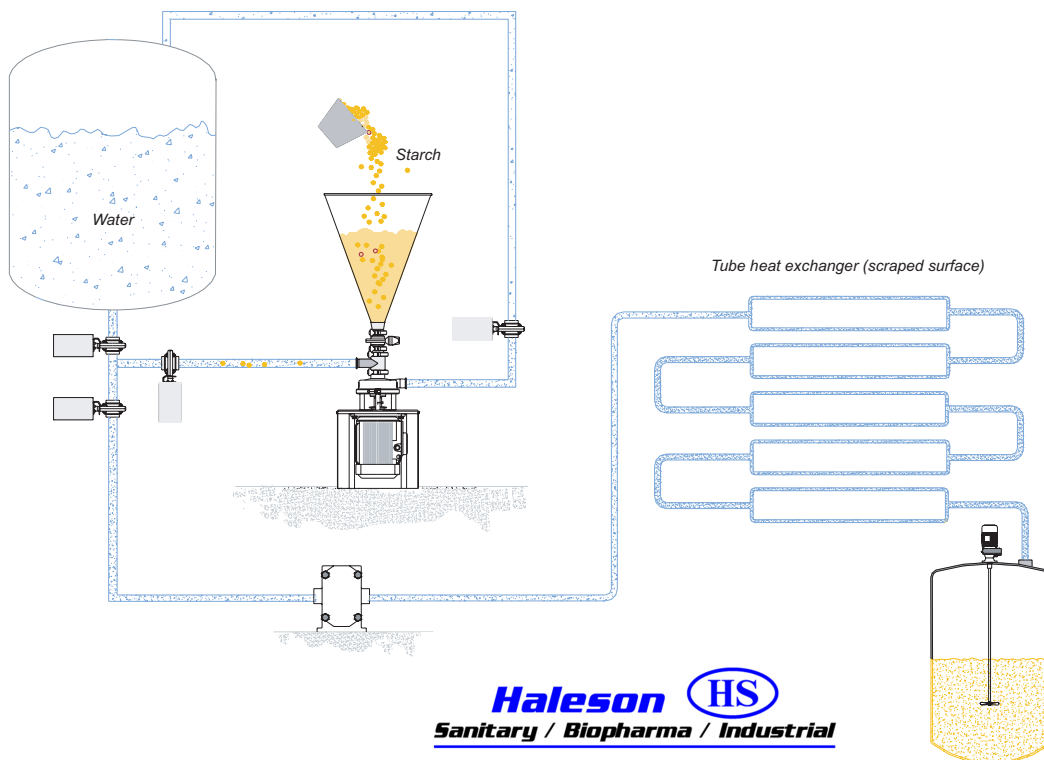 Starch
Water
Tube heat exchanger (scraped surface)
Haleson HS
Sanitary / Biopharma / Industrial